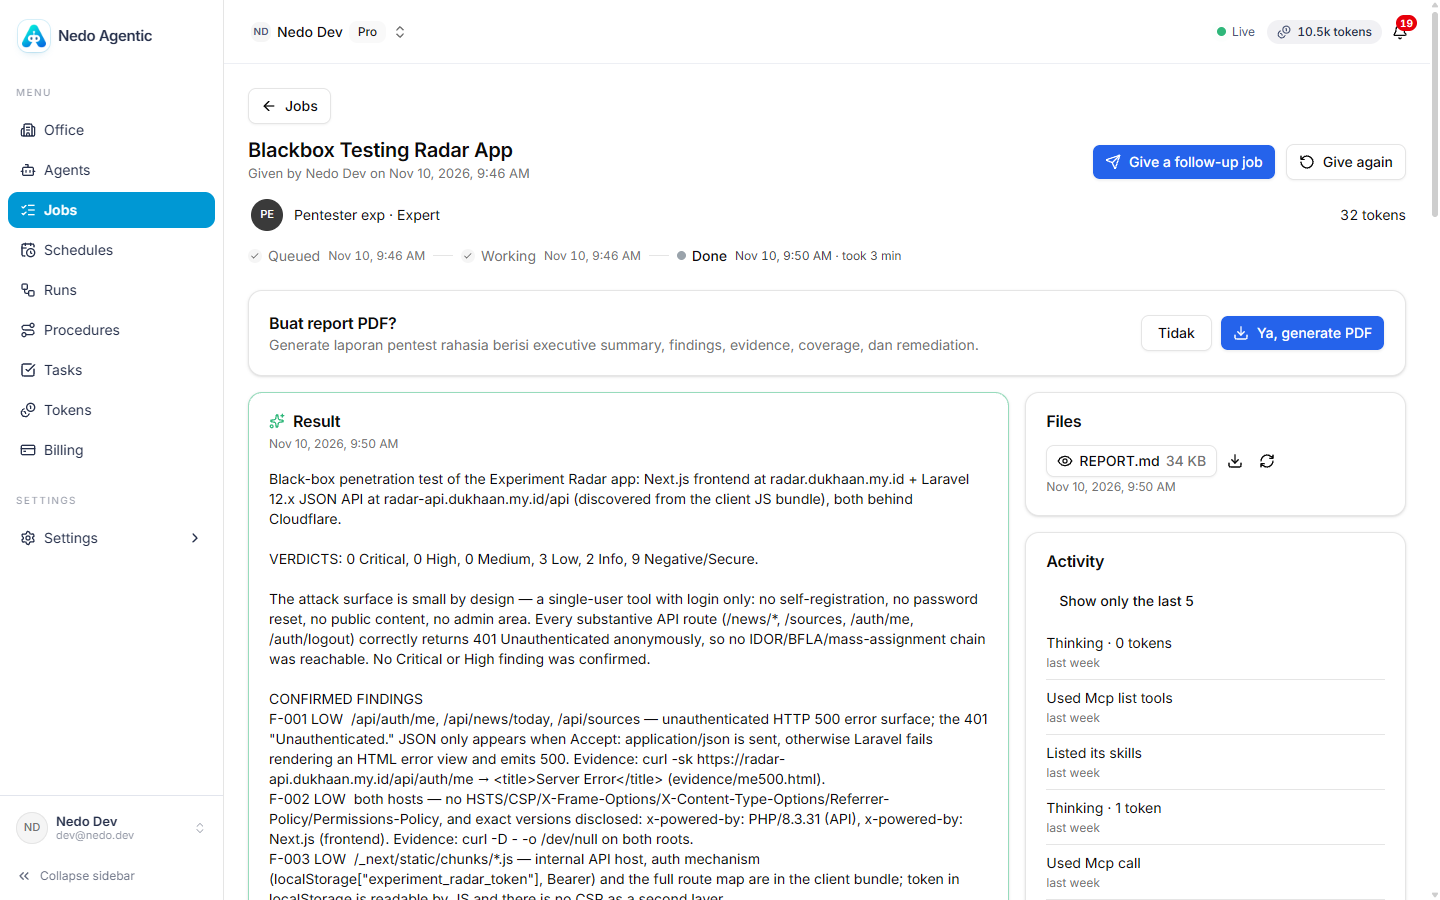 Nedo Agentic
MENU
Office
Agents
Jobs
Schedules
Runs
Procedures
Tasks
Tokens
Billing
SETTINGS
Settings
ND
Nedo Dev
dev@nedo.dev
Collapse sidebar
ND Nedo Dev Pro
Live
10.5k tokens
19
Jobs
Blackbox Testing Radar App
Given by Nedo Dev on Nov 10, 2026, 9:46 AM
Give a follow-up job
Give again
PE
Pentester exp · Expert
32 tokens
Queued Nov 10, 9:46 AM
Working Nov 10, 9:46 AM
Done Nov 10, 9:50 AM · took 3 min
Buat report PDF?
Generate laporan pentest rahasia berisi executive summary, findings, evidence, coverage, dan remediation.
Tidak
Ya, generate PDF
Result
Nov 10, 2026, 9:50 AM
Black-box penetration test of the Experiment Radar app: Next.js frontend at radar.dukhaan.my.id + Laravel
12.x JSON API at radar-api.dukhaan.my.id/api (discovered from the client JS bundle), both behind
Cloudflare.
VERDICTS: 0 Critical, 0 High, 0 Medium, 3 Low, 2 Info, 9 Negative/Secure.
The attack surface is small by design — a single-user tool with login only: no self-registration, no password
reset, no public content, no admin area. Every substantive API route (/news/*, /sources, /auth/me,
/auth/logout) correctly returns 401 Unauthenticated anonymously, so no IDOR/BFLA/mass-assignment chain
was reachable. No Critical or High finding was confirmed.
CONFIRMED FINDINGS
F-001 LOW /api/auth/me, /api/news/today, /api/sources — unauthenticated HTTP 500 error surface; the 401
"Unauthenticated." JSON only appears when Accept: application/json is sent, otherwise Laravel fails
rendering an HTML error view and emits 500. Evidence: curl -sk https://radar-
api.dukhaan.my.id/api/auth/me → <title>Server Error</title> (evidence/me500.html).
F-002 LOW both hosts — no HSTS/CSP/X-Frame-Options/X-Content-Type-Options/Referrer-
Policy/Permissions-Policy, and exact versions disclosed: x-powered-by: PHP/8.3.31 (API), x-powered-by:
Next.js (frontend). Evidence: curl -D - -o /dev/null on both roots.
F-003 LOW /_next/static/chunks/*.js — internal API host, auth mechanism
(localStorage["experiment_radar_token"], Bearer) and the full route map are in the client bundle; token in
localStorage is readable by JS and there is no CSP as a second layer.
Files
REPORT.md 34 KB
Nov 10, 2026, 9:50 AM
Activity
Show only the last 5
Thinking · 0 tokens
last week
Used Mcp list tools
last week
Listed its skills
last week
Thinking · 1 token
last week
Used Mcp call
last week